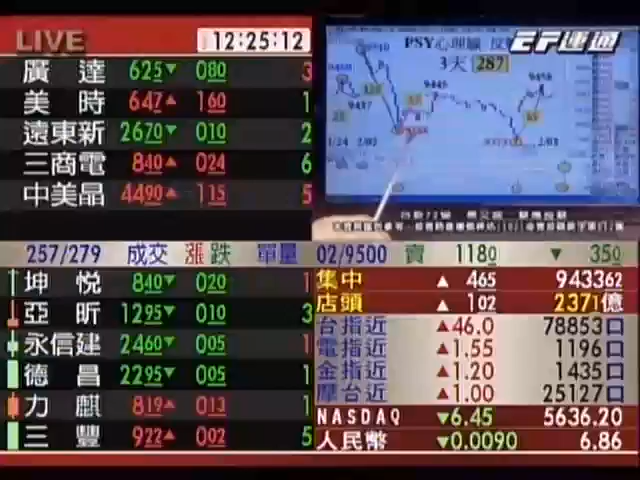 LIVE 12:25:12
廣達 625▼ 080 3
美時 647▲ 160 1
遠東新 2670▼ 010 2
三商電 840▲ 024 6
中美晶 4490▲ 115 5
EF運通
PSY心理線
3天 287
257/279 成交 漲跌 單量
坤悦 840▼ 020 1
亞昕 1295▼ 010 3
永信建 2460▼ 005 1
德昌 2295▼ 005 1
力麒 819▲ 013 1
三豐 922▲ 002 5
02/9500 賣 1180 ▼ 350
集中 ▲ 465 943362
店頭 ▲ 102 2371億
台指近 ▲46.0 78853口
電指近 ▲1.55 1196口
金指近 ▲1.20 1435口
摩台近 ▲1.00 25127口
NASDAQ ▼6.45 5636.20
人民幣 ▼0.0090 6.86